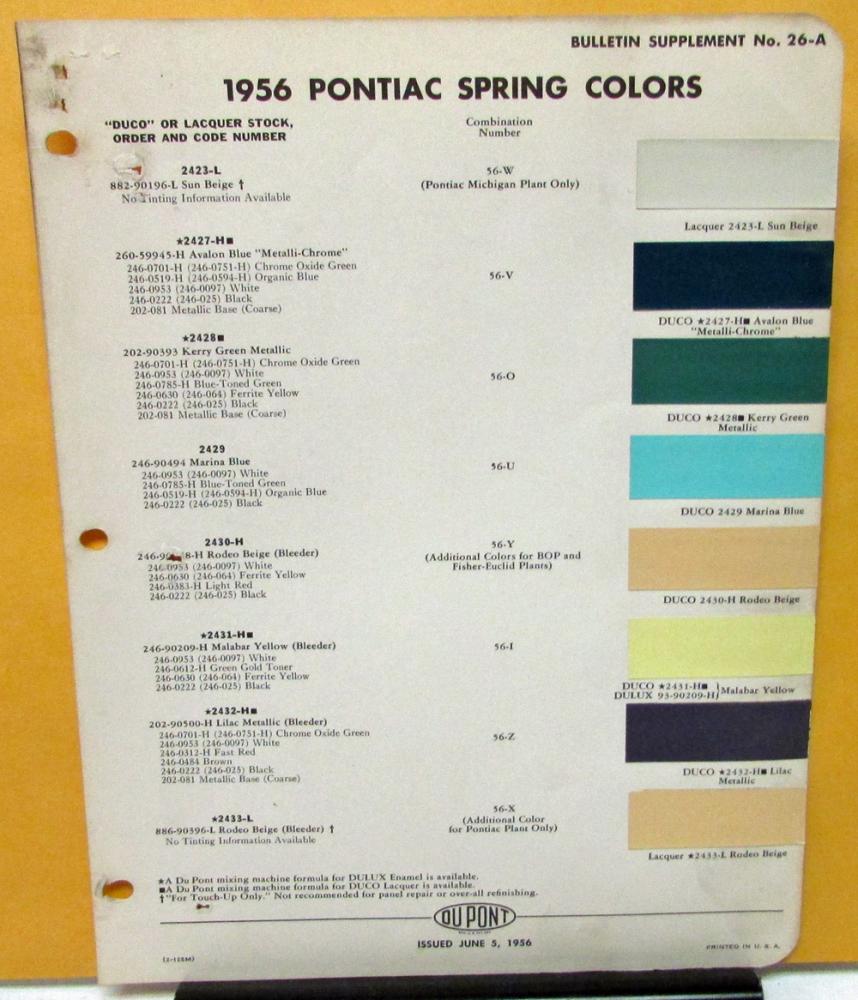 BULLETIN SUPPLEMENT No. 26-A
1956 PONTIAC SPRING COLORS
"DUCO" OR LACQUER STOCK,
ORDER AND CODE NUMBER
Combination
Number
2423-L
882-90196-L Sun Beige †
No Tinting Information Available
56-W
(Pontiac Michigan Plant Only)
Lacquer 2423-L Sun Beige
★2427-H■
260-59945-H Avalon Blue "Metalli-Chrome"
246-0701-H (246-0751-H) Chrome Oxide Green
246-0519-H (246-0594-H) Organic Blue
246-0953 (246-0097) White
246-0222 (246-025) Black
202-081 Metallic Base (Coarse)
56-V
DUCO ★2427-H■ Avalon Blue
"Metalli-Chrome"
★2428■
202-90393 Kerry Green Metallic
246-0701-H (246-0751-H) Chrome Oxide Green
246-0953 (246-0097) White
246-0785-H Blue-Toned Green
246-0630 (246-064) Ferrite Yellow
246-0222 (246-025) Black
202-081 Metallic Base (Coarse)
56-O
DUCO ★2428■ Kerry Green
Metallic
2429
246-90494 Marina Blue
246-0953 (246-0097) White
246-0785-H Blue-Toned Green
246-0519-H (246-0594-H) Organic Blue
246-0222 (246-025) Black
56-U
DUCO 2429 Marina Blue
2430-H
Rodeo Beige (Bleeder)
246-0953 (246-0097) White
246-0630 (246-064) Ferrite Yellow
246-0383-H Light Red
246-0222 (246-025) Black
56-Y
(Additional Colors for BOP and
Fisher-Euclid Plants)
DUCO 2430-H Rodeo Beige
★2431-H■
246-90209-H Malabar Yellow (Bleeder)
246-0953 (246-0097) White
246-0612-H Green Gold Toner
246-0630 (246-064) Ferrite Yellow
246-0222 (246-025) Black
56-I
DUCO ★2431-H■
DULUX 93-90209-H} Malabar Yellow
★2432-H■
202-90500-H Lilac Metallic (Bleeder)
246-0701-H (246-0751-H) Chrome Oxide Green
246-0953 (246-0097) White
246-0312-H Fast Red
246-0484 Brown
246-0222 (246-025) Black
202-081 Metallic Base (Coarse)
56-Z
DUCO ★2432-H■ Lilac
Metallic
★2433-L
886-90396-L Rodeo Beige (Bleeder) †
No Tinting Information Available
56-X
(Additional Color
for Pontiac Plant Only)
Lacquer ★2433-L Rodeo Beige
★A Du Pont mixing machine formula for DULUX Enamel is available.
■A Du Pont mixing machine formula for DUCO Lacquer is available.
†"For Touch-Up Only." Not recommended for panel repair or over-all refinishing.
DU PONT
ISSUED JUNE 5, 1956
PRINTED IN U. S. A.